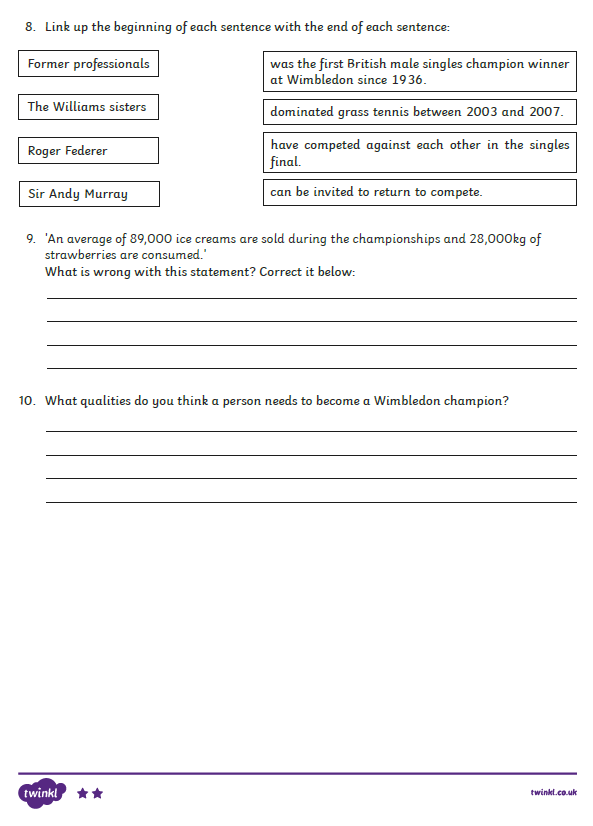 8. Link up the beginning of each sentence with the end of each sentence:
Former professionals
The Williams sisters
Roger Federer
Sir Andy Murray
was the first British male singles champion winner
at Wimbledon since 1936.
dominated grass tennis between 2003 and 2007.
have competed against each other in the singles
final.
can be invited to return to compete.
9. 'An average of 89,000 ice creams are sold during the championships and 28,000kg of
strawberries are consumed.'
What is wrong with this statement? Correct it below:
10. What qualities do you think a person needs to become a Wimbledon champion?
twinkl
twinkl.co.uk